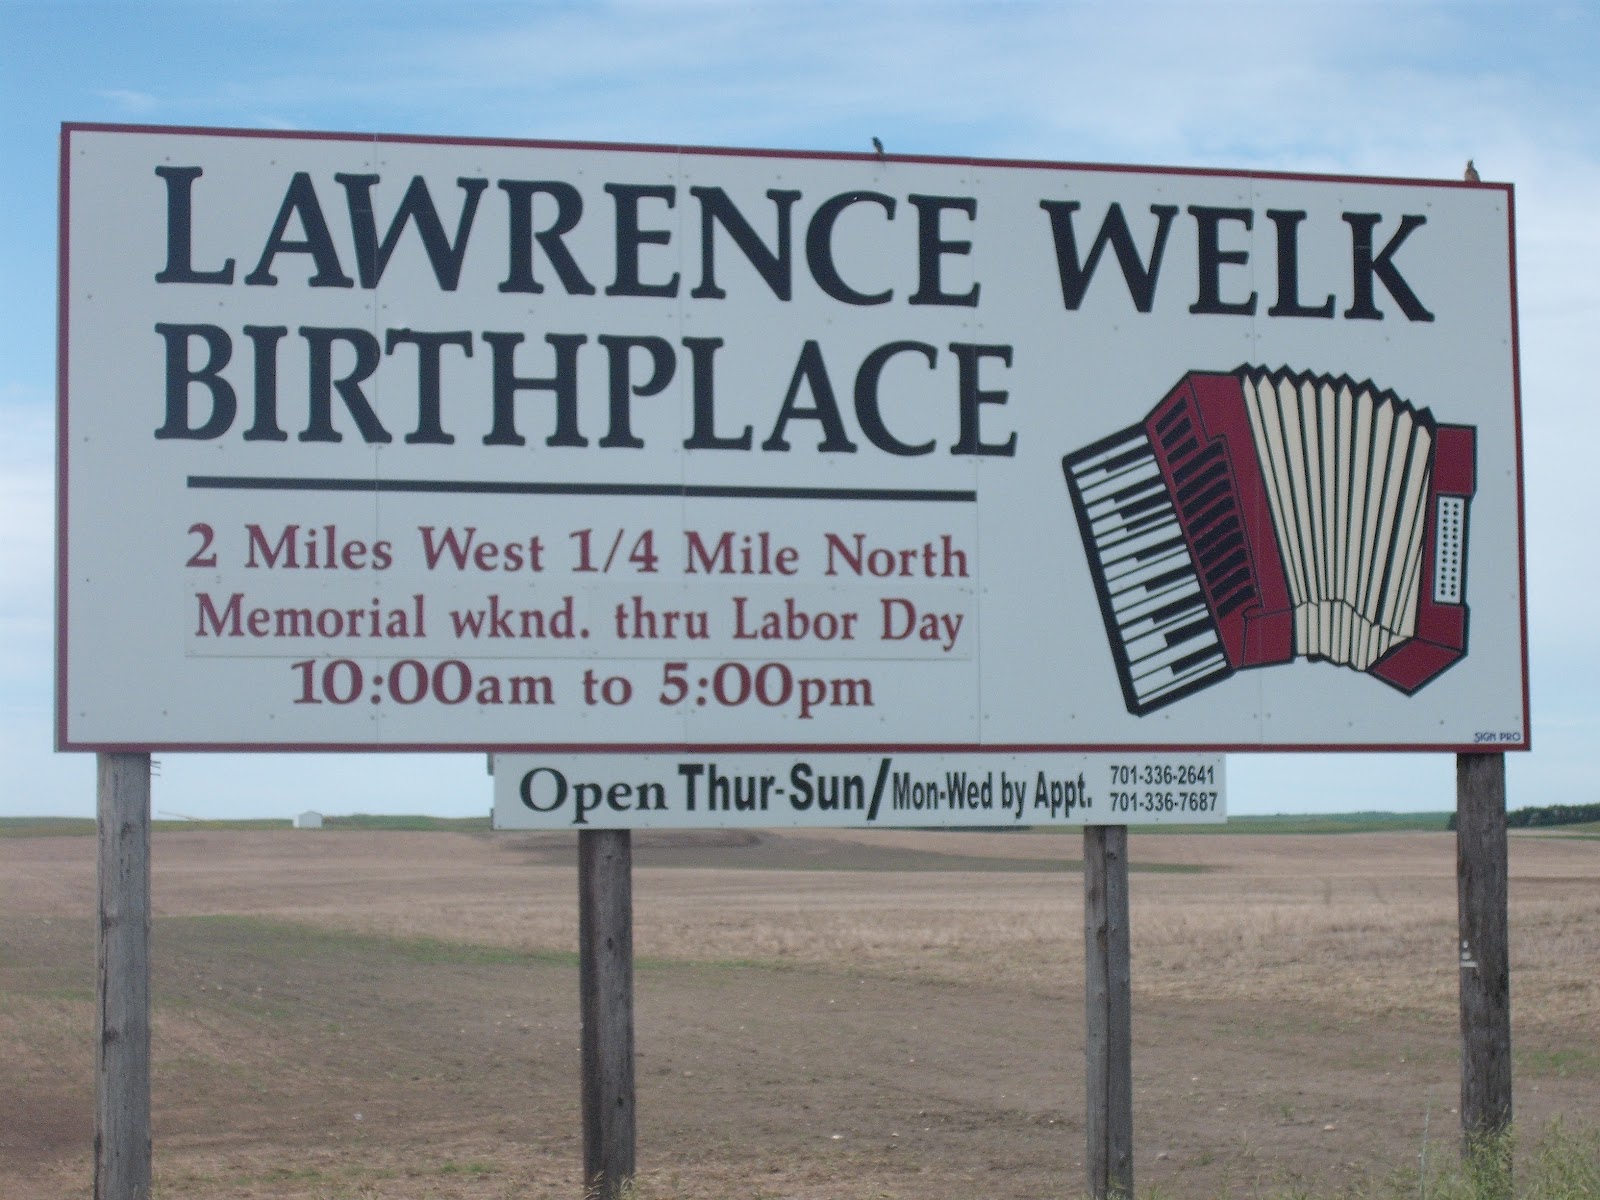 LAWRENCE WELK
BIRTHPLACE
2 Miles West 1/4 Mile North
Memorial wknd. thru Labor Day
10:00am to 5:00pm
SIGN PRO
Open Thur-Sun/Mon-Wed by Appt.
701-336-2641
701-336-7687